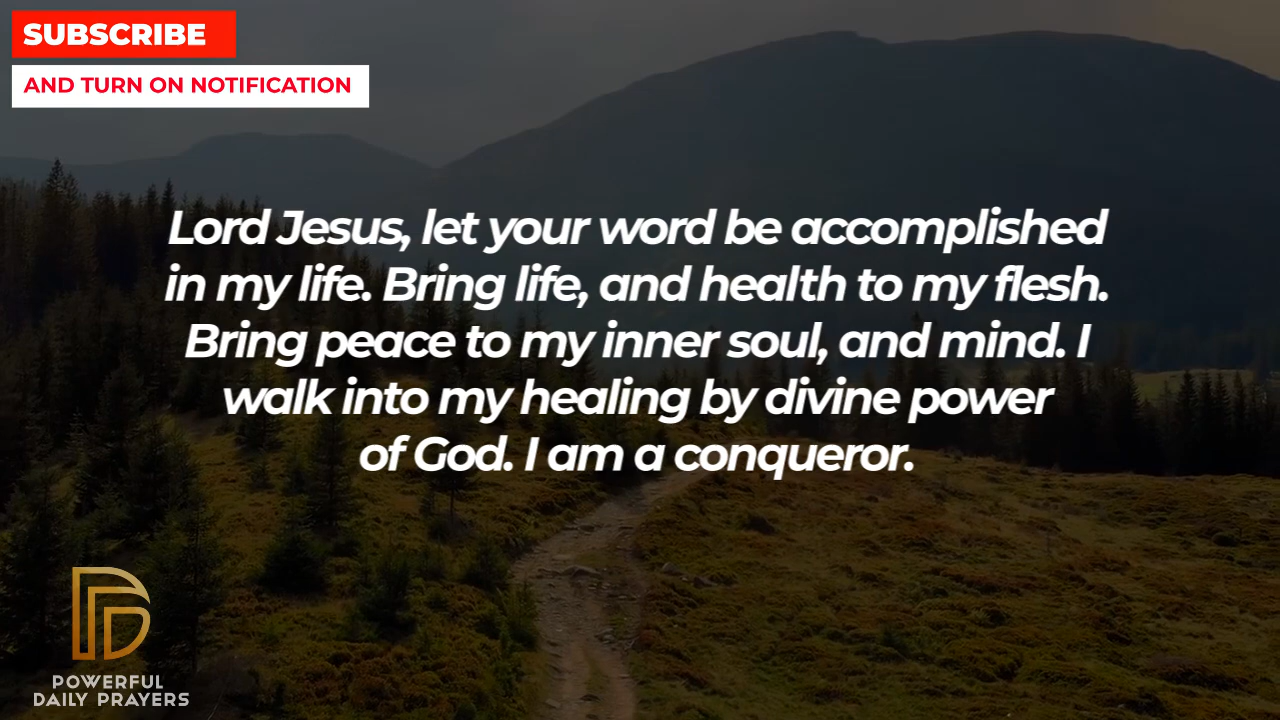 SUBSCRIBE
AND TURN ON NOTIFICATION
Lord Jesus, let your word be accomplished
in my life. Bring life, and health to my flesh.
Bring peace to my inner soul, and mind. I
walk into my healing by divine power
of God. I am a conqueror.
POWERFUL
DAILY PRAYERS